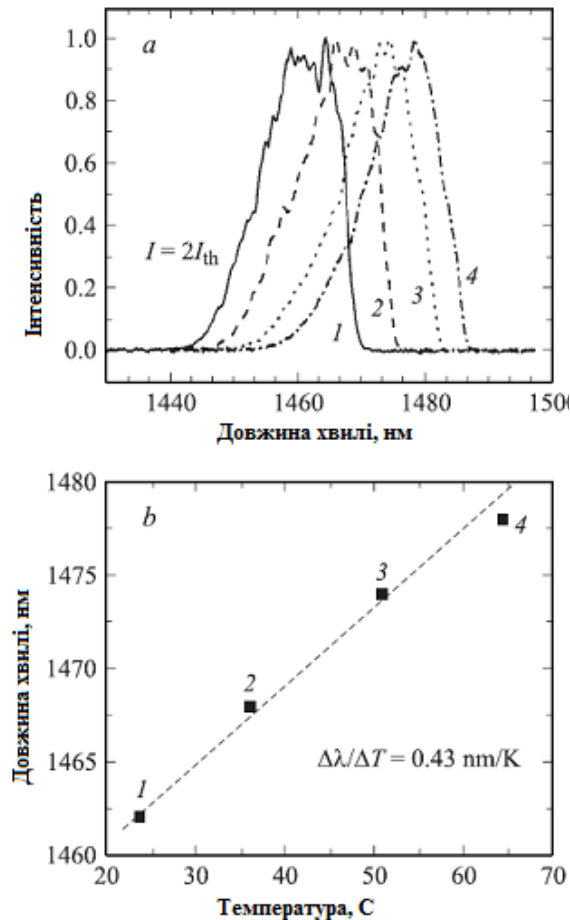 a
1.0
0.8
0.6
0.4
0.2
0.0
Інтенсивність
I = 2Ith
1
2
3
4
1440 1460 1480 1500
Довжина хвилі, нм
b
1480
1475
1470
1465
1460
Довжина хвилі, нм
1
2
3
4
Δλ/ΔT = 0.43 nm/K
20 30 40 50 60 70
Температура, С